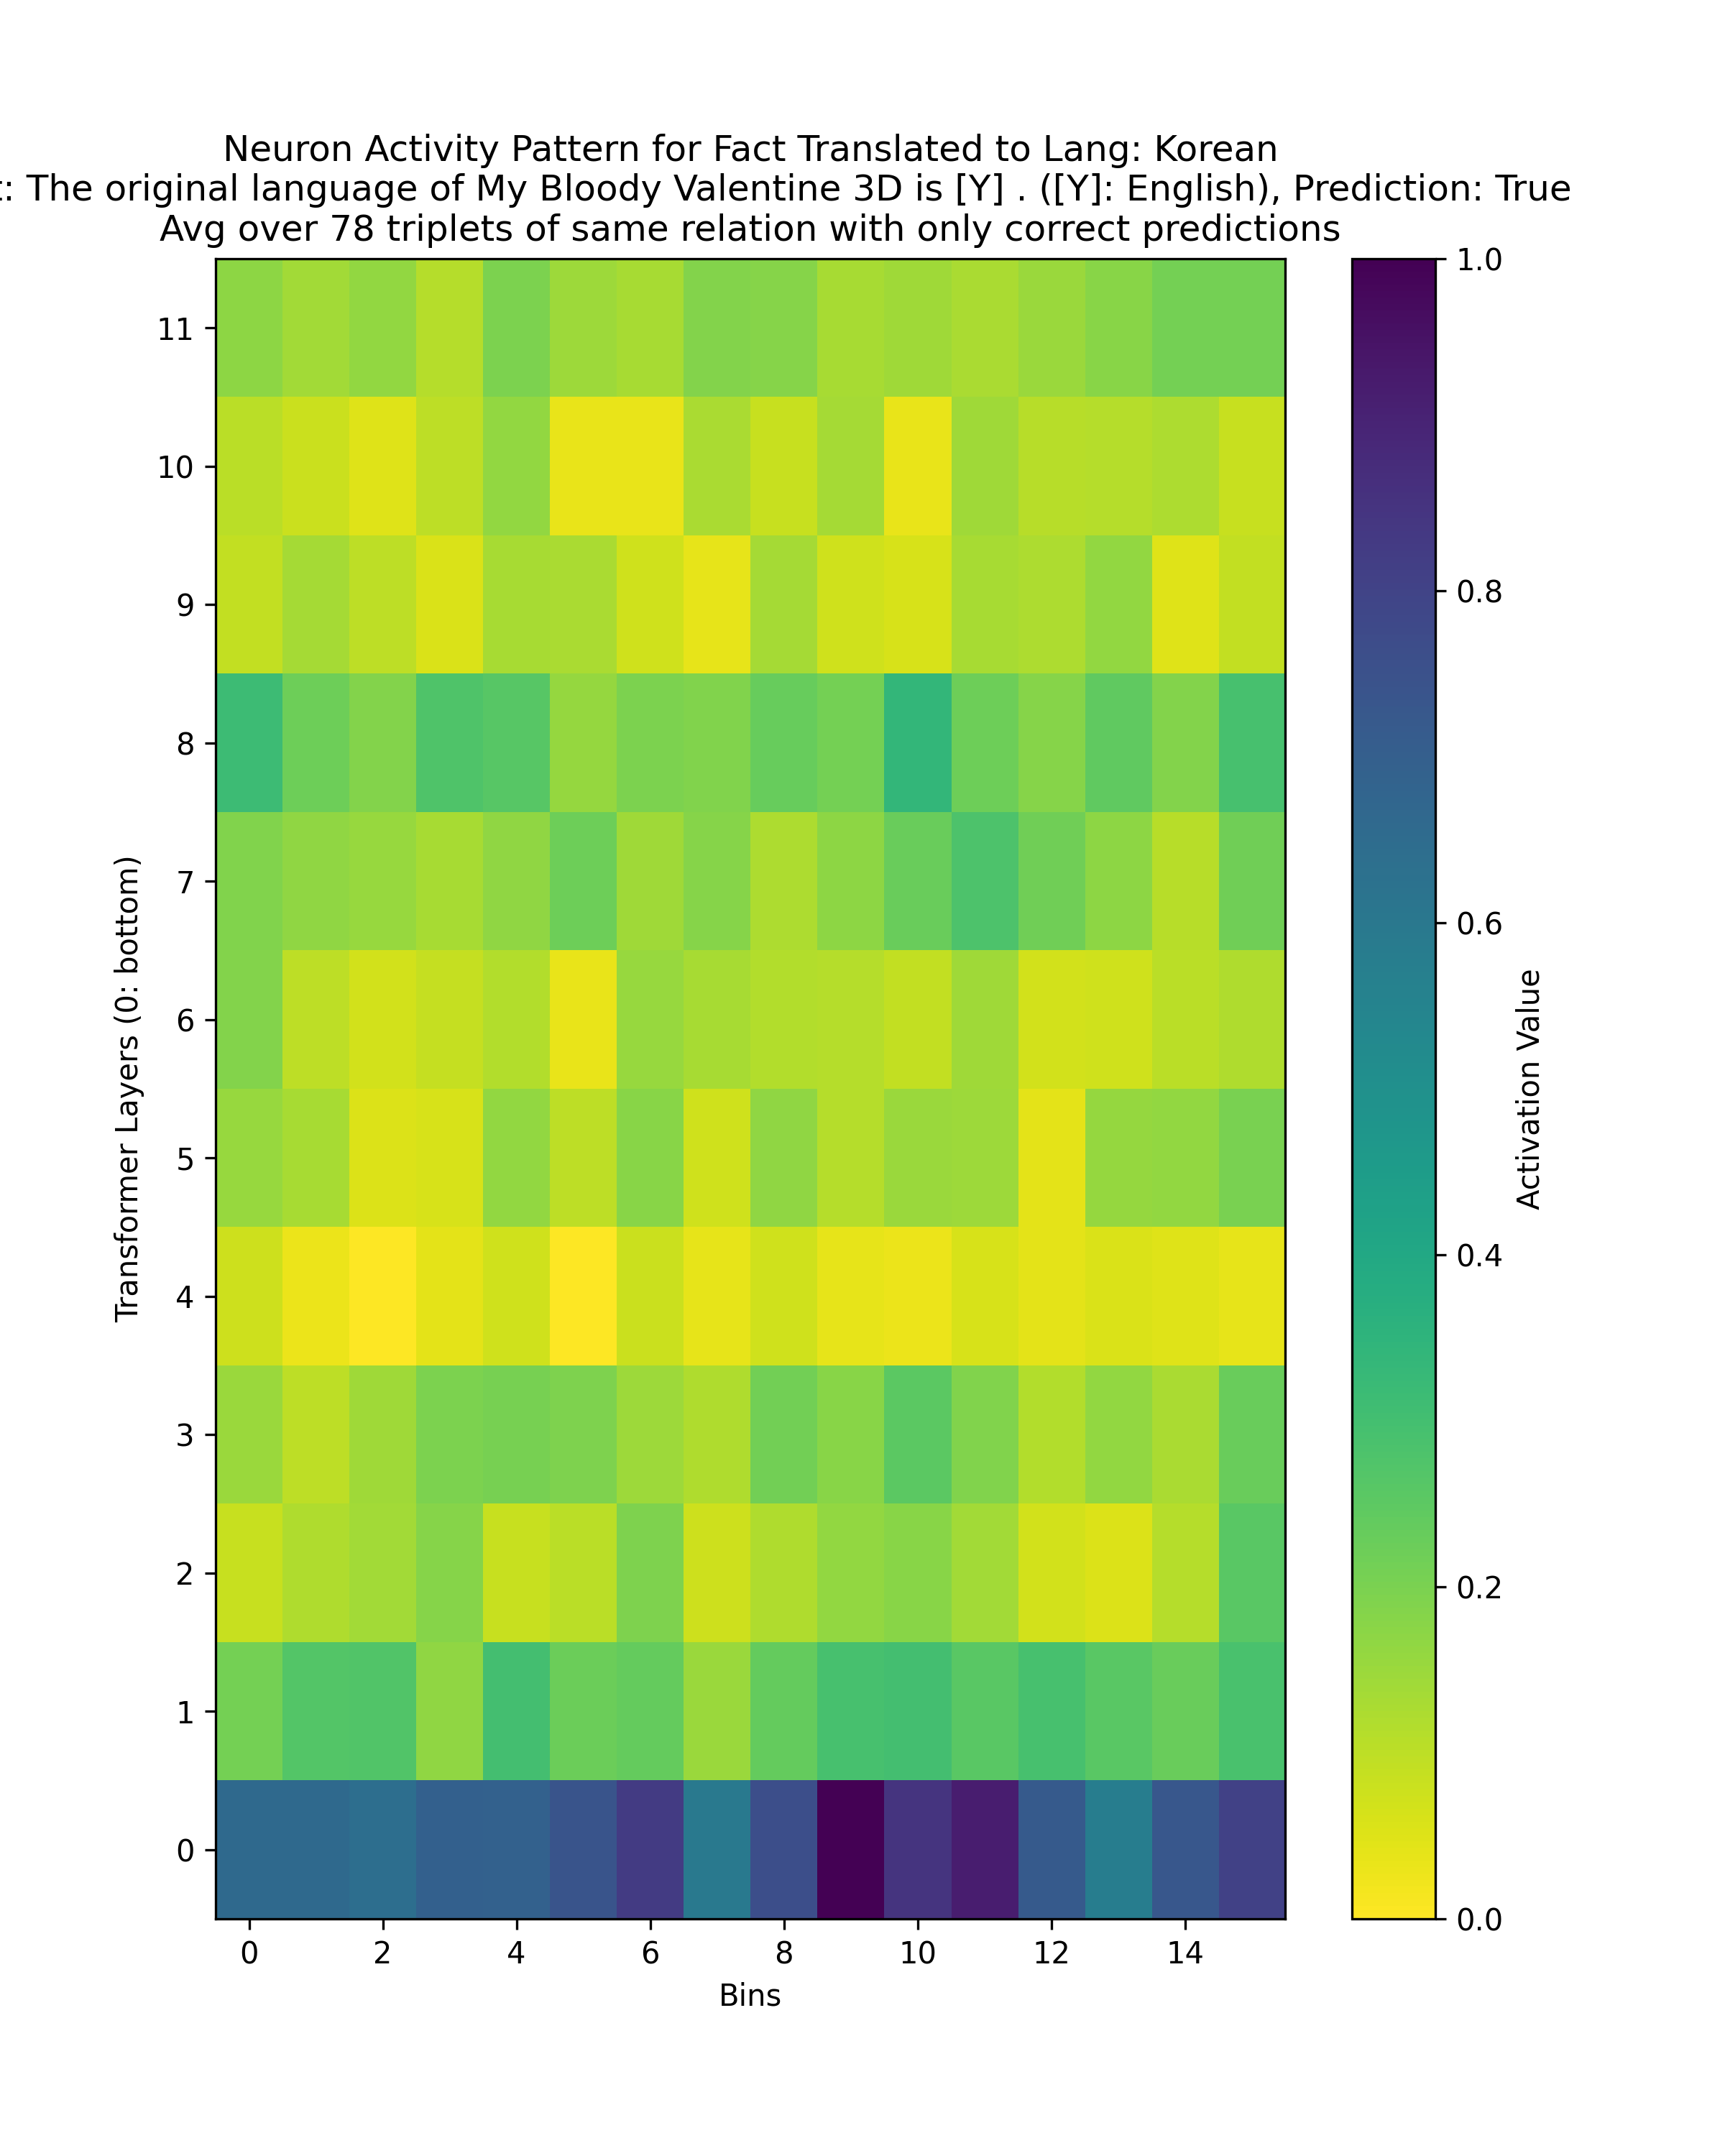 Neuron Activity Pattern for Fact Translated to Lang: Korean
: The original language of My Bloody Valentine 3D is [Y] . ([Y]: English), Prediction: True
Avg over 78 triplets of same relation with only correct predictions
11
10
9
8
7
6
5
4
3
2
1
0
Transformer Layers (0: bottom)
0 2 4 6 8 10 12 14
Bins
1.0
0.8
0.6
0.4
0.2
0.0
Activation Value